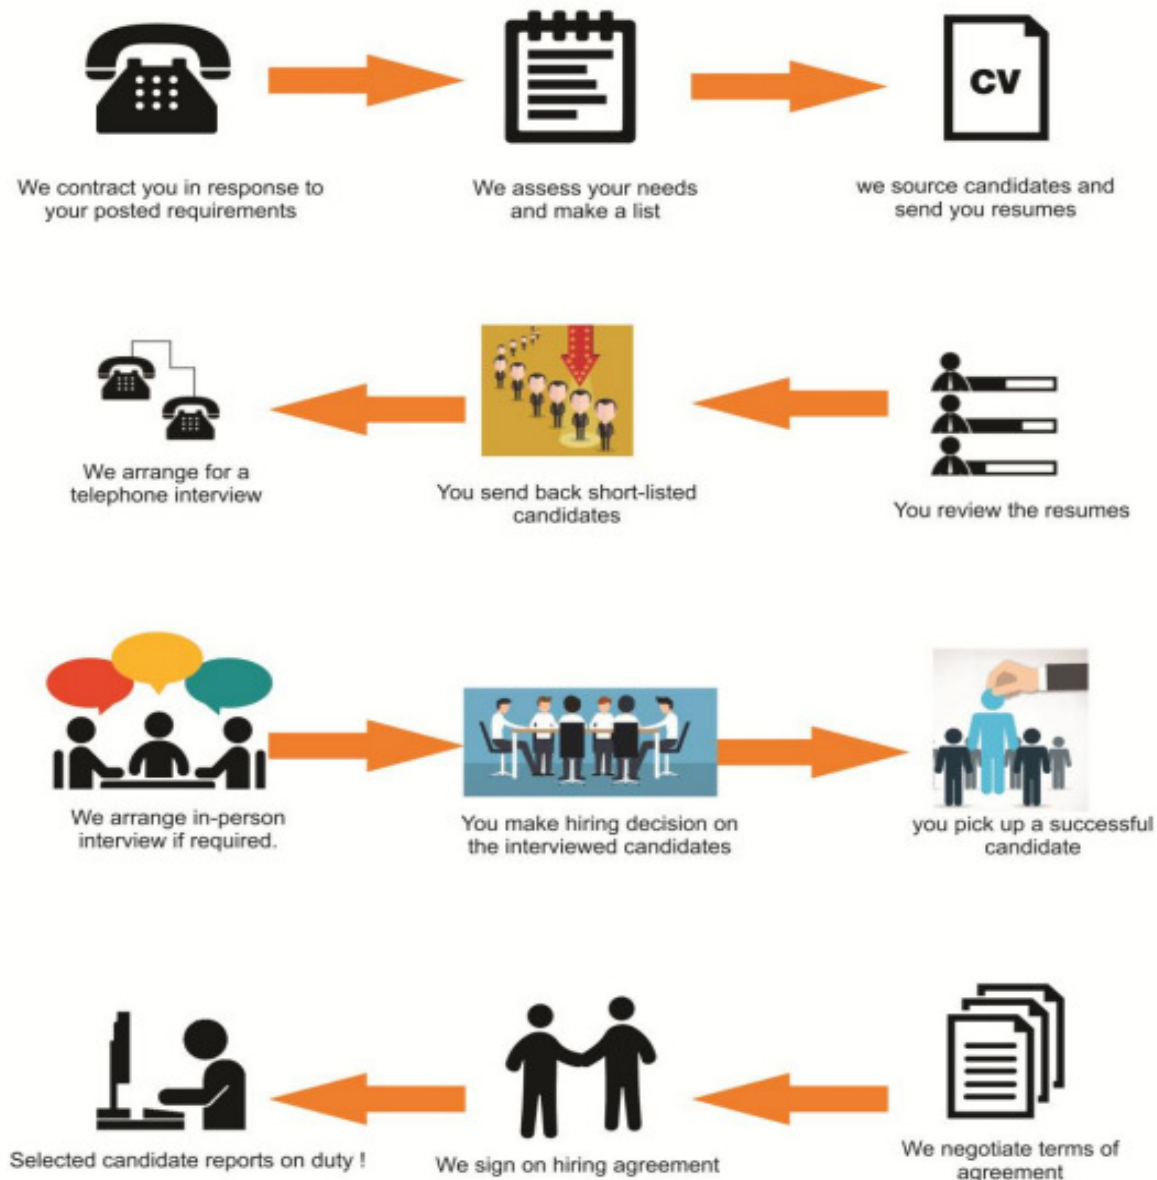 We contract you in response to
your posted requirements
We assess your needs
and make a list
CV
we source candidates and
send you resumes
You review the resumes
You send back short-listed
candidates
We arrange for a
telephone interview
We arrange in-person
interview if required.
You make hiring decision on
the interviewed candidates
you pick up a successful
candidate
We negotiate terms of
agreement
We sign on hiring agreement
Selected candidate reports on duty !